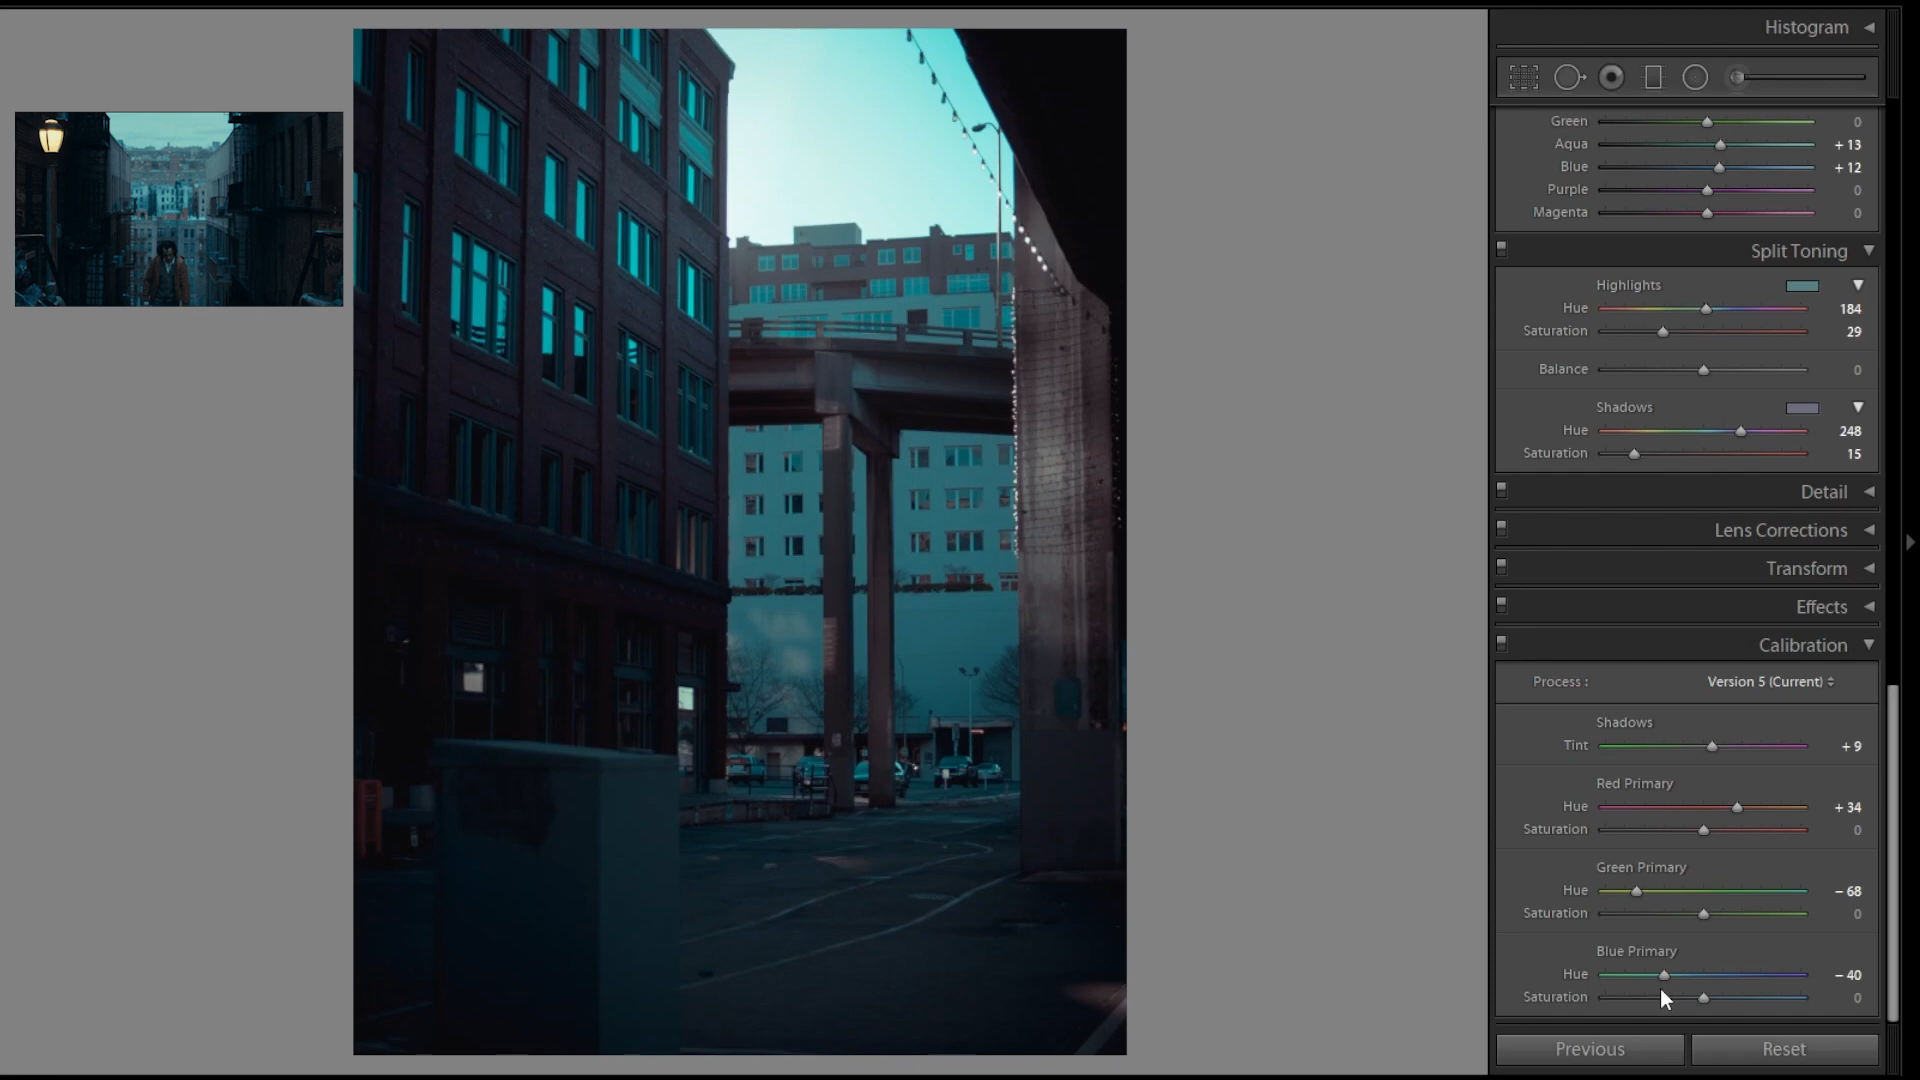 Histogram
Green 0
Aqua + 13
Blue + 12
Purple 0
Magenta 0
Split Toning
Highlights
Hue 184
Saturation 29
Balance 0
Shadows
Hue 248
Saturation 15
Detail
Lens Corrections
Transform
Effects
Calibration
Process : Version 5 (Current)
Shadows
Tint + 9
Red Primary
Hue + 34
Saturation 0
Green Primary
Hue - 68
Saturation 0
Blue Primary
Hue - 40
Saturation 0
Previous Reset